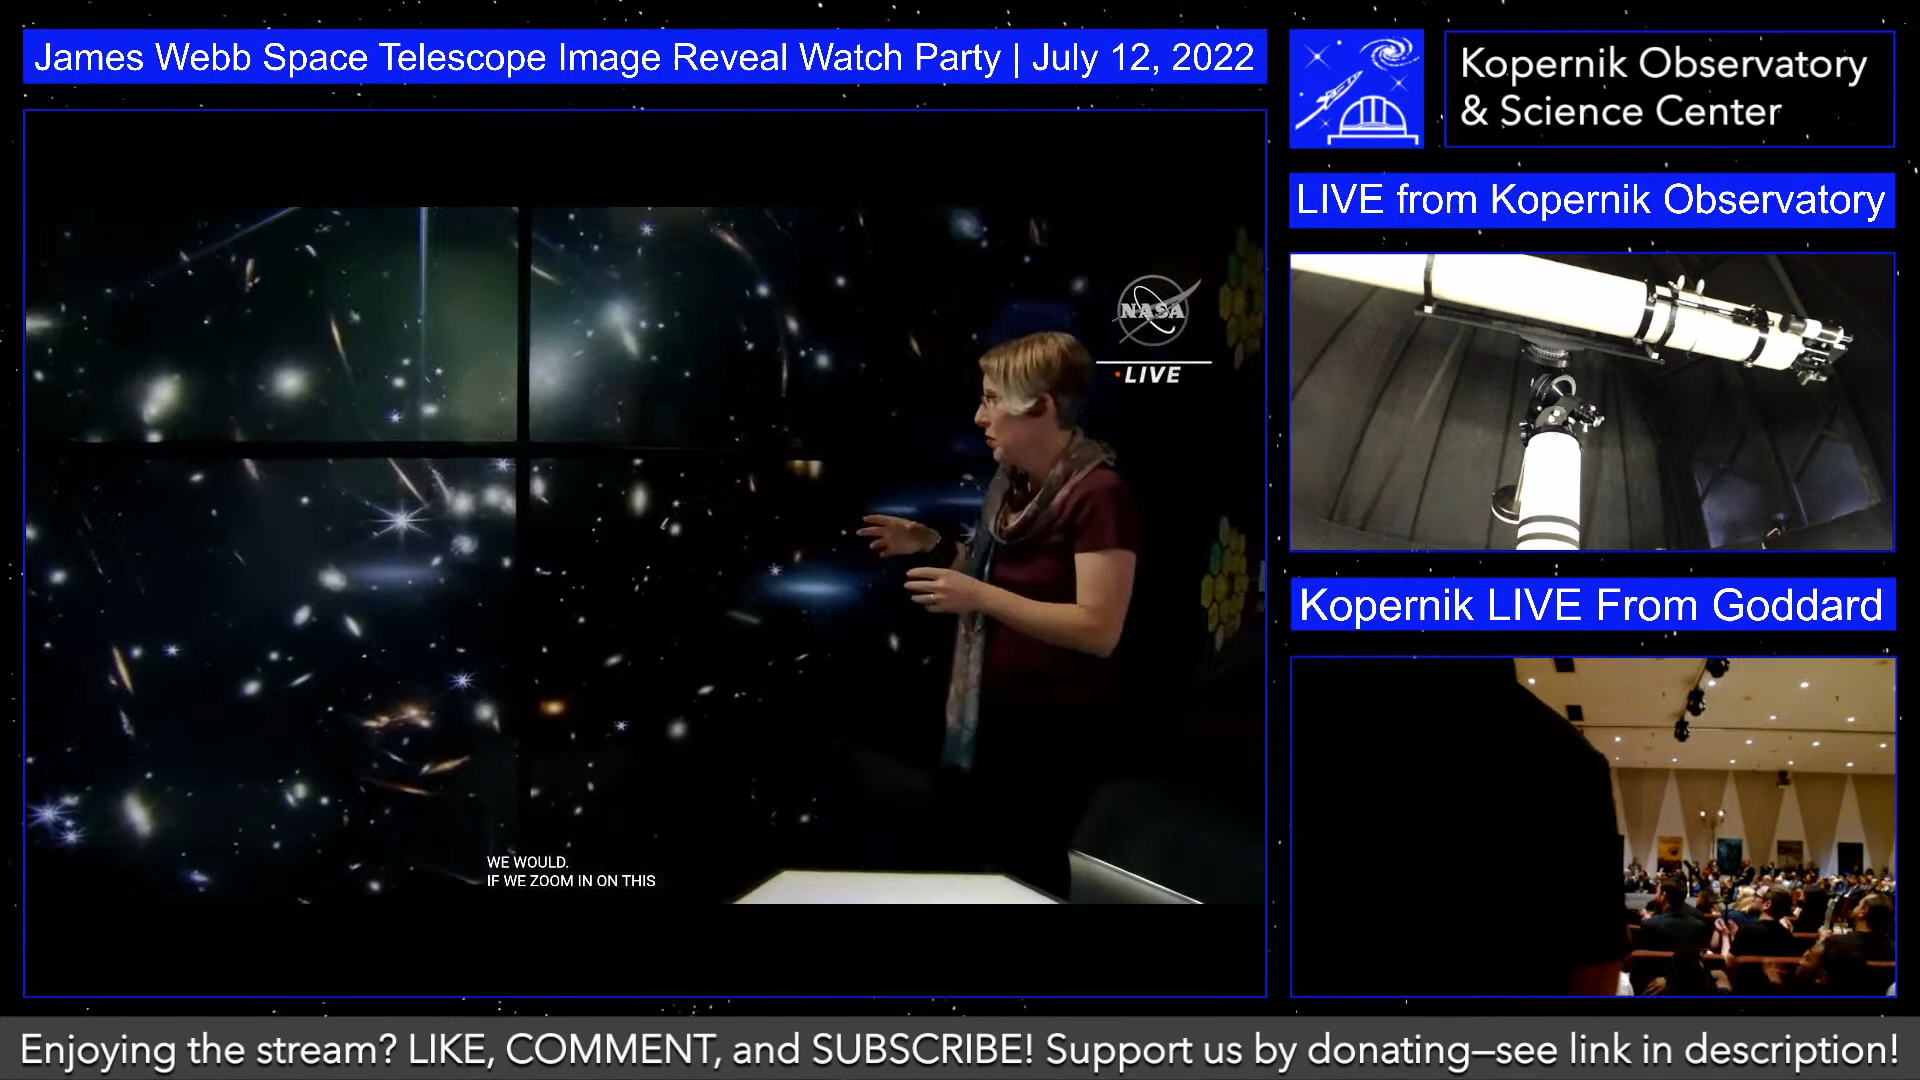 James Webb Space Telescope Image Reveal Watch Party | July 12, 2022
Kopernik Observatory
& Science Center
LIVE from Kopernik Observatory
NASA
LIVE
Kopernik LIVE From Goddard
WE WOULD.
IF WE ZOOM IN ON THIS
Enjoying the stream? LIKE, COMMENT, and SUBSCRIBE! Support us by donating—see link in description!